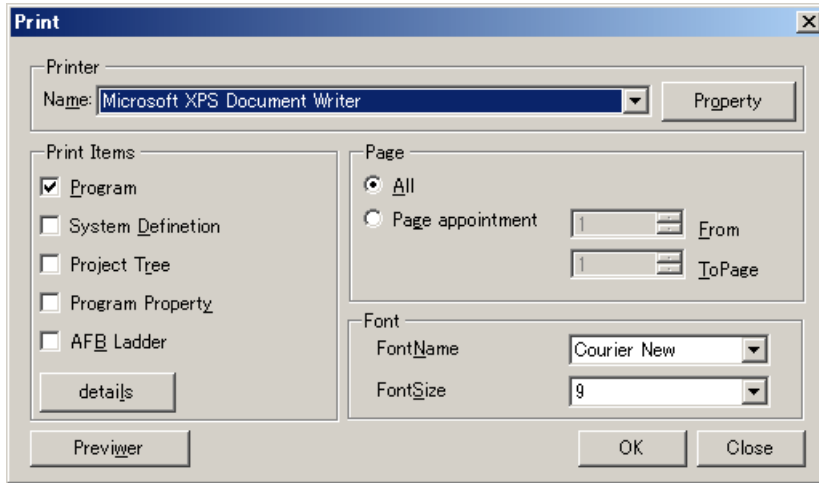 Print
Printer
Name: Microsoft XPS Document Writer
Property
Print Items
Program
System Definetion
Project Tree
Program Property
AFB Ladder
details
Page
All
Page appointment
1
From
1
ToPage
Font
FontName
Courier New
FontSize
9
Previwer
OK
Close